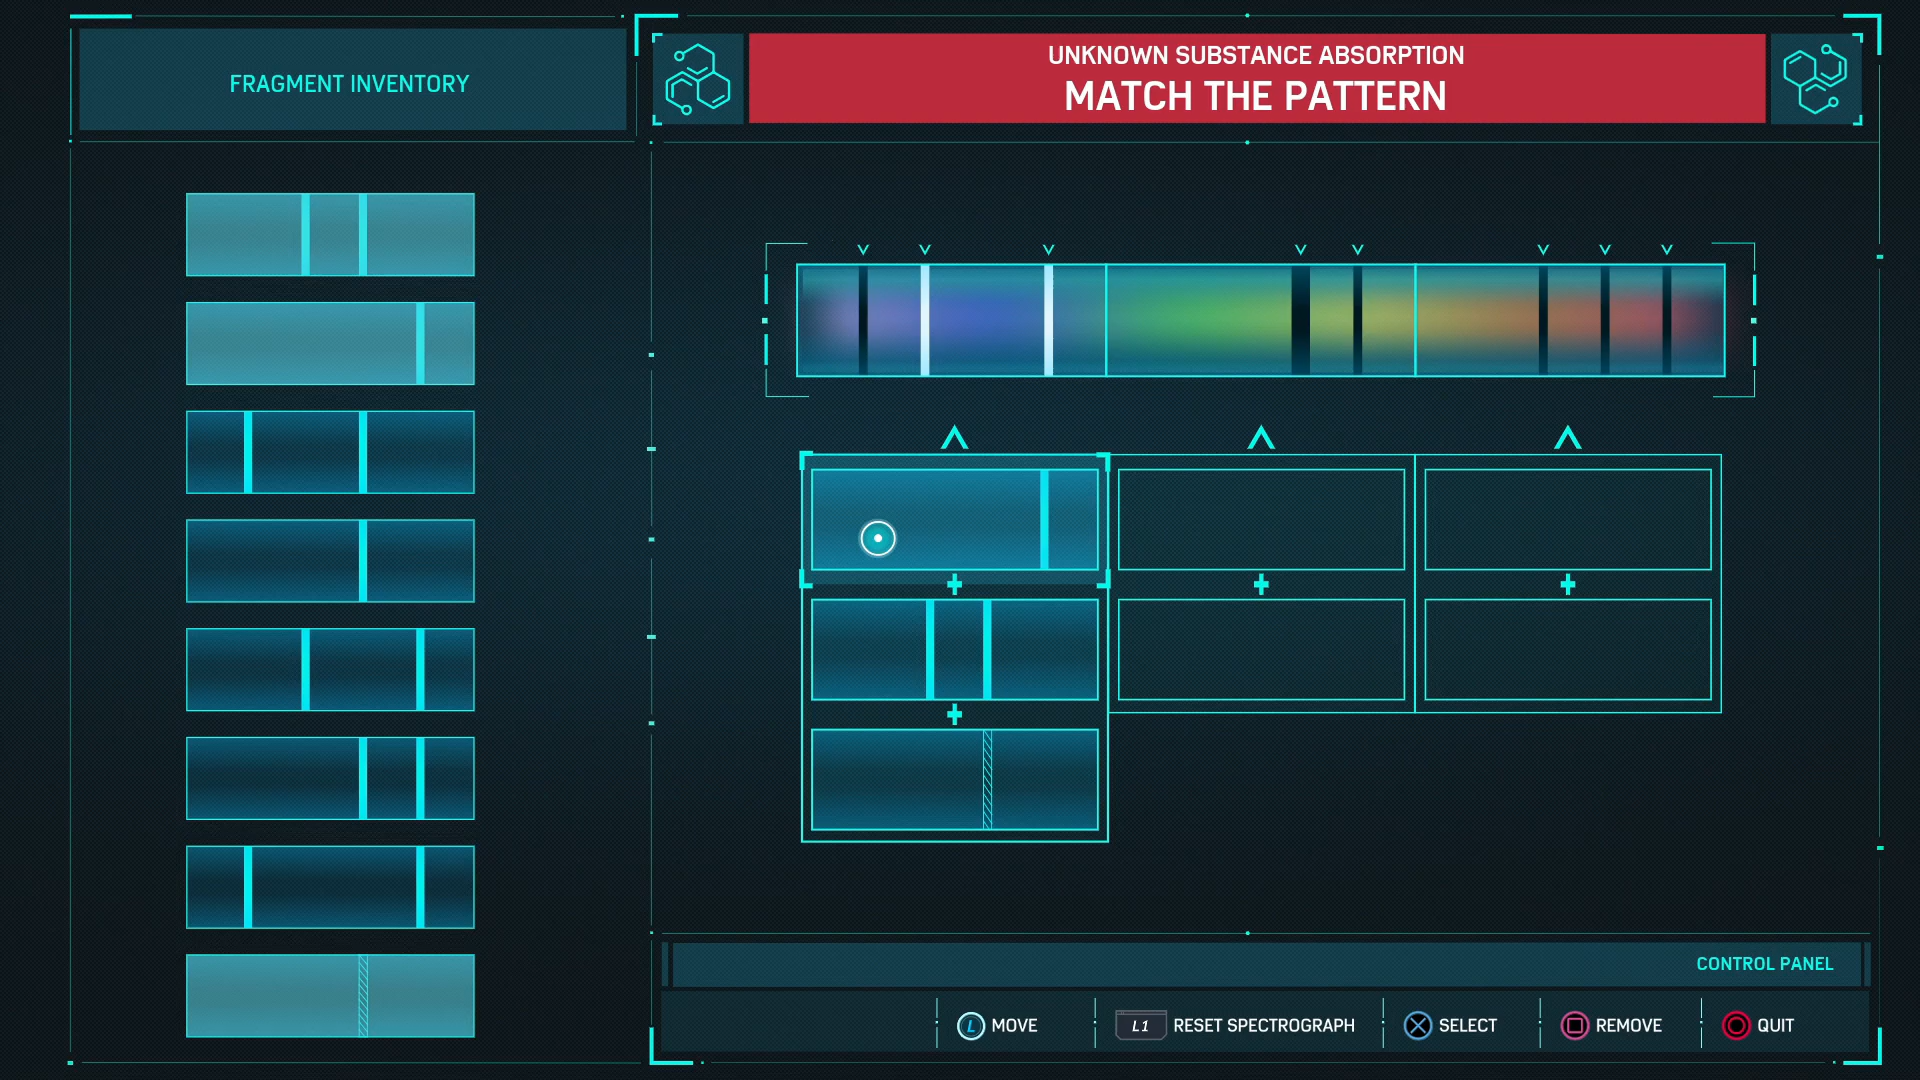 FRAGMENT INVENTORY
UNKNOWN SUBSTANCE ABSORPTION
MATCH THE PATTERN
CONTROL PANEL
L MOVE
L1 RESET SPECTROGRAPH
SELECT
REMOVE
QUIT